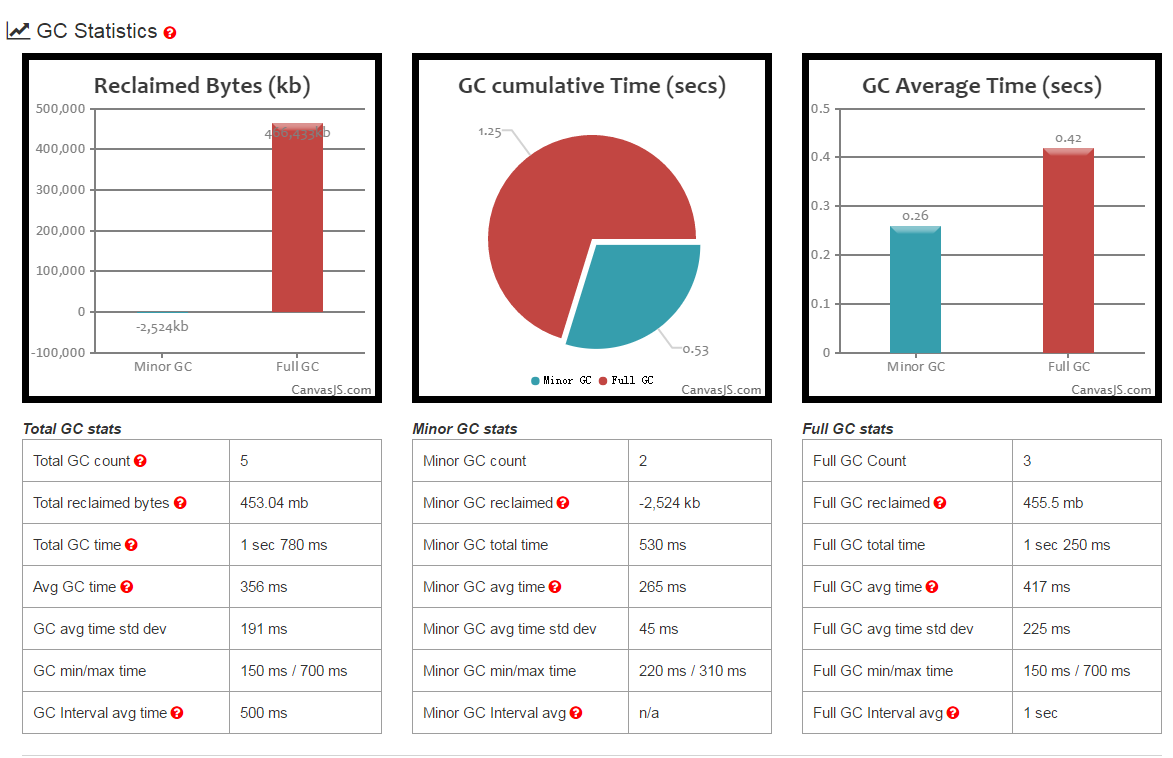 GC Statistics
Reclaimed Bytes (kb)
500,000
400,000
300,000
200,000
100,000
0
-100,000
466,433kb
-2,524kb
Minor GC
Full GC
CanvasJS.com
GC cumulative Time (secs)
1.25
0.53
Minor GC Full GC
CanvasJS.com
GC Average Time (secs)
0.5
0.4
0.3
0.2
0.1
0
0.26
0.42
Minor GC
Full GC
CanvasJS.com
Total GC stats
Total GC count 5
Total reclaimed bytes 453.04 mb
Total GC time 1 sec 780 ms
Avg GC time 356 ms
GC avg time std dev 191 ms
GC min/max time 150 ms / 700 ms
GC Interval avg time 500 ms
Minor GC stats
Minor GC count 2
Minor GC reclaimed -2,524 kb
Minor GC total time 530 ms
Minor GC avg time 265 ms
Minor GC avg time std dev 45 ms
Minor GC min/max time 220 ms / 310 ms
Minor GC Interval avg n/a
Full GC stats
Full GC Count 3
Full GC reclaimed 455.5 mb
Full GC total time 1 sec 250 ms
Full GC avg time 417 ms
Full GC avg time std dev 225 ms
Full GC min/max time 150 ms / 700 ms
Full GC Interval avg 1 sec